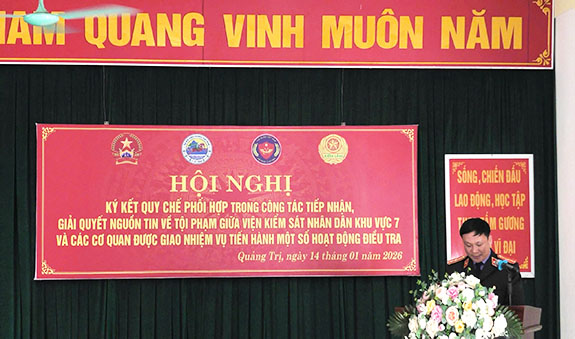 NAM QUANG VINH MUÔN NĂM
HỘI NGHỊ
KÝ KẾT QUY CHẾ PHỐI HỢP TRONG CÔNG TÁC TIẾP NHẬN,
GIẢI QUYẾT NGUỒN TIN VỀ TỘI PHẠM GIỮA VIỆN KIỂM SÁT NHÂN DÂN KHU VỰC 7
VÀ CÁC CƠ QUAN ĐƯỢC GIAO NHIỆM VỤ TIẾN HÀNH MỘT SỐ HOẠT ĐỘNG ĐIỀU TRA
Quảng Trị, ngày 14 tháng 01 năm 2026
SỐNG, CHIẾN ĐẤU
LAO ĐỘNG, HỌC TẬP
GƯƠNG
VĨ ĐẠI